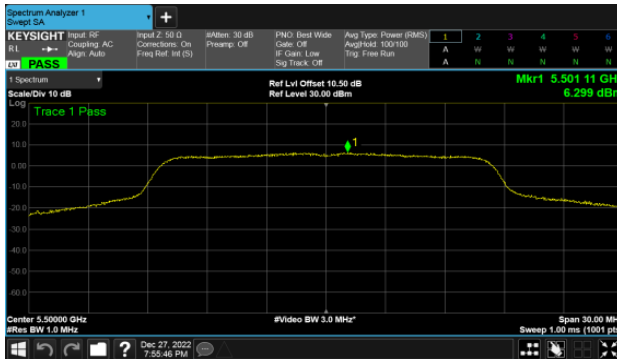 Spectrum Analyzer 1
Swept SA
+
KEYSIGHT Input: RF Input Z: 50 Ω #Atten: 30 dB PNO: Best Wide Avg Type: Power (RMS) 1 2 3 4 5 6
RL Coupling: AC Corrections: On Preamp: Off Gate: Off Avg|Hold: 100/100 A W W W W W
Align: Auto Freq Ref: Int (S) IF Gain: Low Trig: Free Run
LXI PASS Sig Track: Off A N N N N N
1 Spectrum Ref Lvl Offset 10.50 dB Mkr1 5.501 11 GH
Scale/Div 10 dB Ref Level 30.00 dBm 6.299 dBr
Log
Trace 1 Pass
20.0
10.0
1
0.00
-10.0
-20.0
-30.0
-40.0
-50.0
-60.0
Center 5.50000 GHz #Video BW 3.0 MHz* Span 30.00 MH
#Res BW 1.0 MHz Sweep 1.00 ms (1001 pts
? Dec 27, 2022
7:55:46 PM